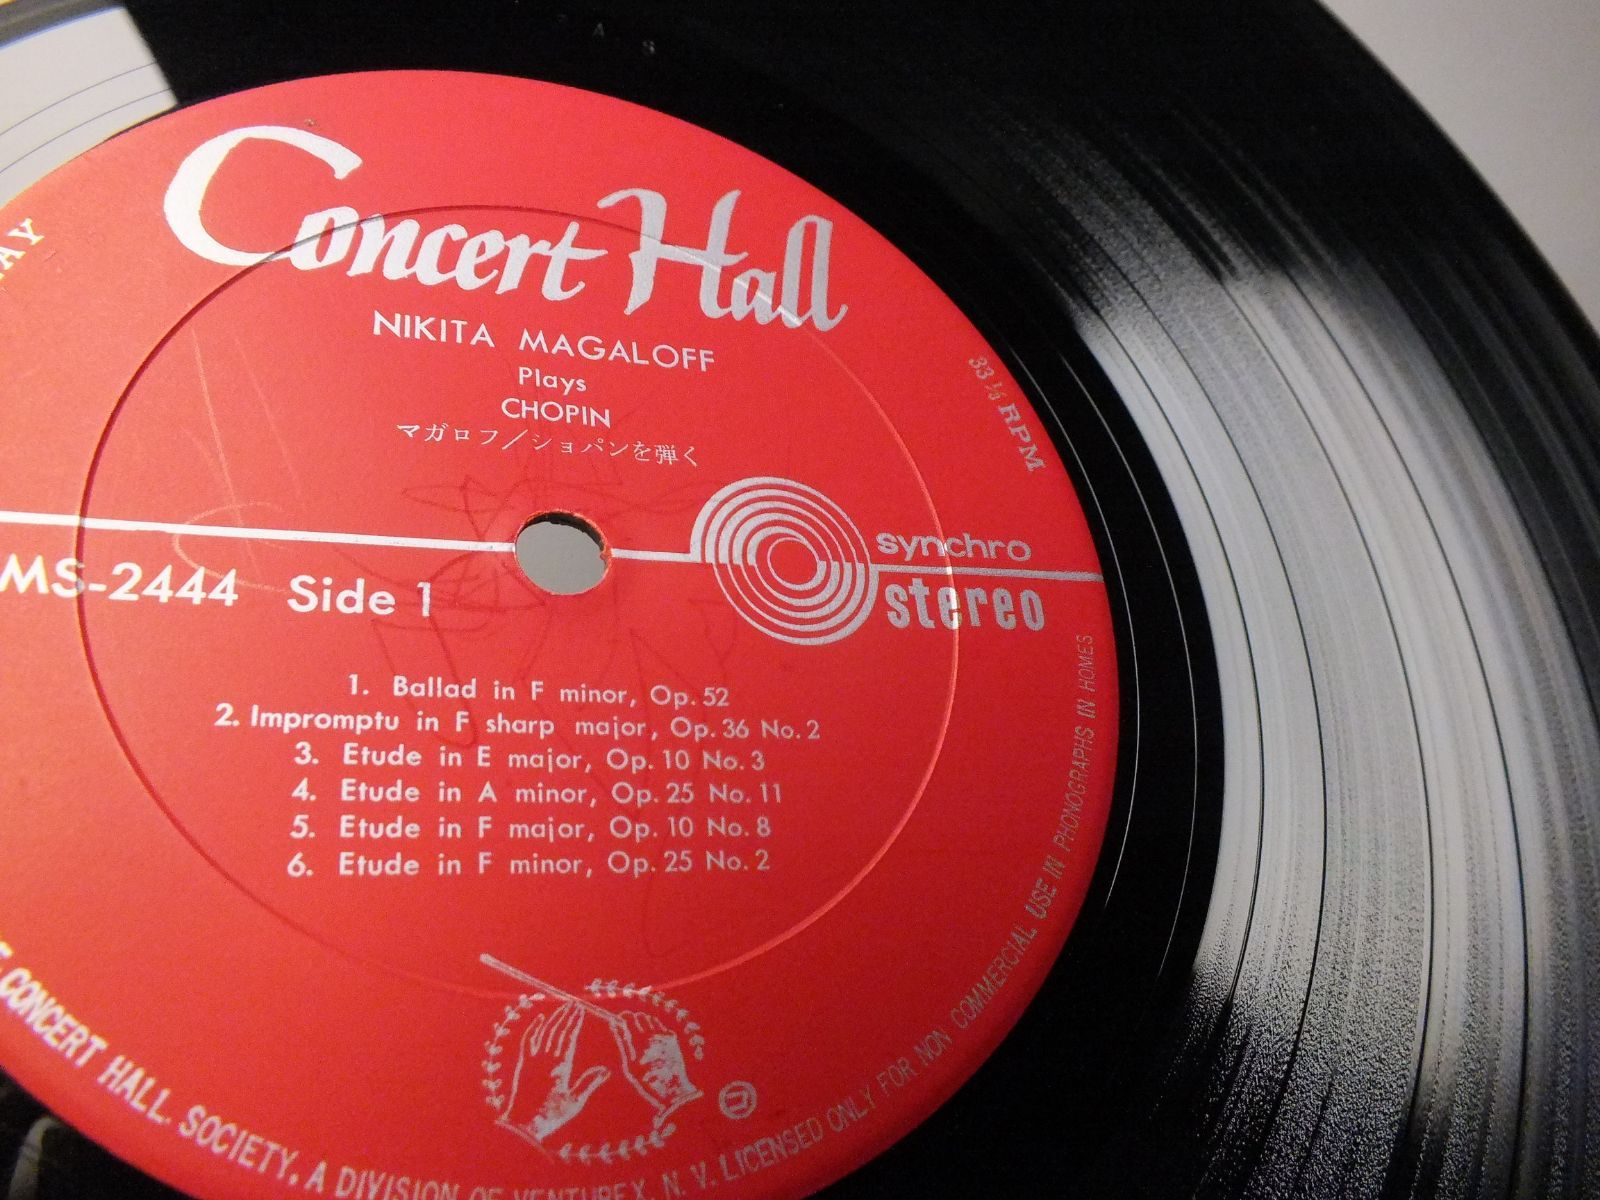 Concert Hall
NIKITA MAGALOFF
Plays
CHOPIN
マガロフ/ショパンを弾く
33 1/3 RPM
synchro
stereo
MS-2444 Side 1
1. Ballad in F minor, Op. 52
2. Impromptu in F sharp major, Op. 36 No. 2
3. Etude in E major, Op. 10 No. 3
4. Etude in A minor, Op. 25 No. 11
5. Etude in F major, Op. 10 No. 8
6. Etude in F minor, Op. 25 No. 2
CONCERT HALL. SOCIETY, A DIVISION OF VENTUREX, N. V. LICENSED ONLY FOR NON COMMERCIAL USE IN PHONOGRAPHS IN HOMES